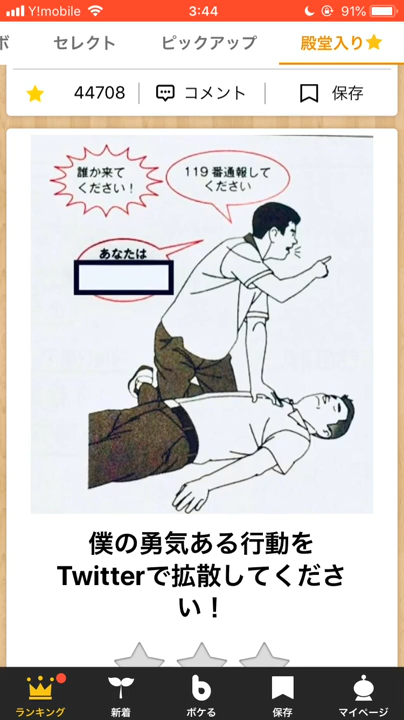 Y!mobile 3:44 91%
ボ セレクト ピックアップ 殿堂入り
44708 コメント 保存
誰か来て
ください！
119番通報して
ください
あなたは
僕の勇気ある行動を
Twitterで拡散してくださ
い！
ランキング 新着 ボケる 保存 マイページ